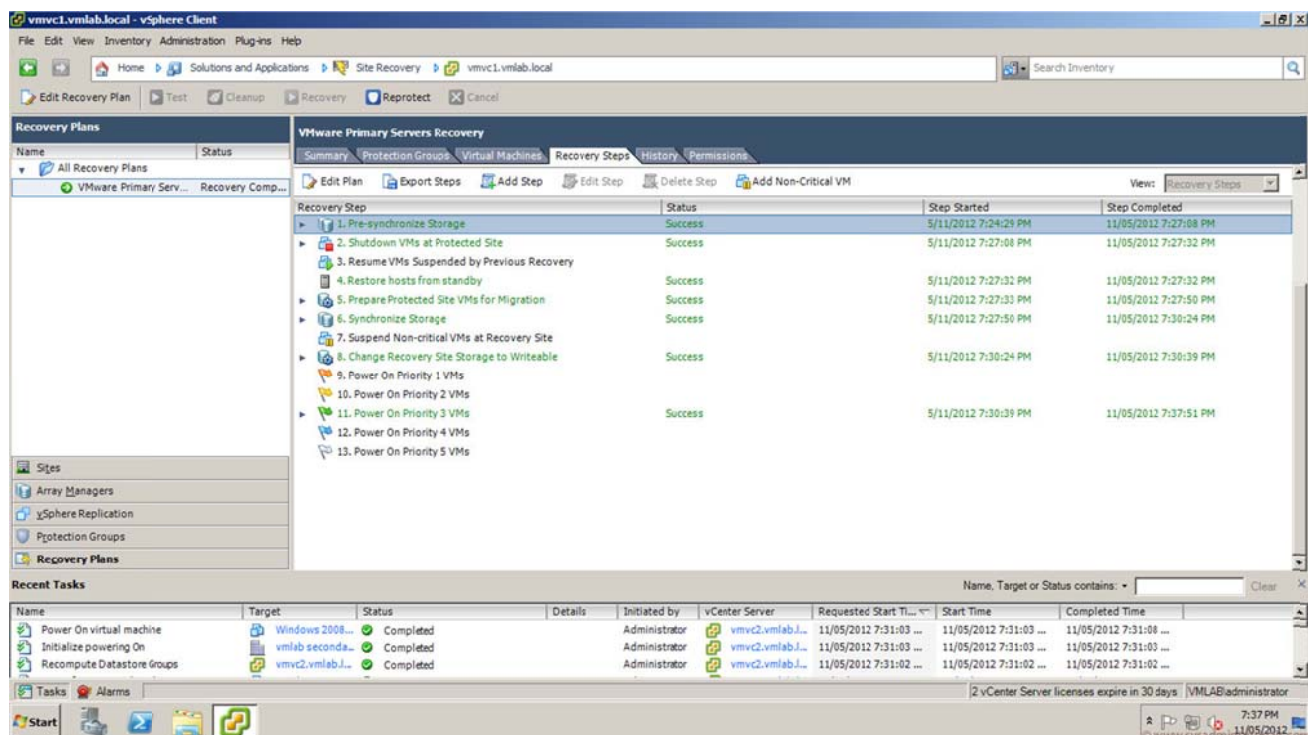 vmvc1.vmlab.local - vSphere Client
File Edit View Inventory Administration Plug-ins Help
Home Solutions and Applications Site Recovery vmvc1.vmlab.local Search Inventory
Edit Recovery Plan Test Cleanup Recovery Reprotect Cancel
Recovery Plans
Name Status
All Recovery Plans
VMware Primary Serv... Recovery Comp...
VMware Primary Servers Recovery
Summary Protection Groups Virtual Machines Recovery Steps History Permissions
Edit Plan Export Steps Add Step Edit Step Delete Step Add Non-Critical VM View: Recovery Steps
Recovery Step Status Step Started Step Completed
1. Pre-synchronize Storage Success 5/11/2012 7:24:29 PM 11/05/2012 7:27:08 PM
2. Shutdown VMs at Protected Site Success 5/11/2012 7:27:08 PM 11/05/2012 7:27:32 PM
3. Resume VMs Suspended by Previous Recovery
4. Restore hosts from standby Success 5/11/2012 7:27:32 PM 11/05/2012 7:27:32 PM
5. Prepare Protected Site VMs for Migration Success 5/11/2012 7:27:33 PM 11/05/2012 7:27:50 PM
6. Synchronize Storage Success 5/11/2012 7:27:50 PM 11/05/2012 7:30:24 PM
7. Suspend Non-critical VMs at Recovery Site
8. Change Recovery Site Storage to Writeable Success 5/11/2012 7:30:24 PM 11/05/2012 7:30:39 PM
9. Power On Priority 1 VMs
10. Power On Priority 2 VMs
11. Power On Priority 3 VMs Success 5/11/2012 7:30:39 PM 11/05/2012 7:37:51 PM
12. Power On Priority 4 VMs
13. Power On Priority 5 VMs
Sites
Array Managers
vSphere Replication
Protection Groups
Recovery Plans
Recent Tasks Name, Target or Status contains: Clear
Name Target Status Details Initiated by vCenter Server Requested Start Ti... Start Time Completed Time
Power On virtual machine Windows 2008... Completed Administrator vmvc2.vmlab.l... 11/05/2012 7:31:03 ... 11/05/2012 7:31:03 ... 11/05/2012 7:31:08 ...
Initialize powering On vmlab seconda... Completed Administrator vmvc2.vmlab.l... 11/05/2012 7:31:03 ... 11/05/2012 7:31:03 ... 11/05/2012 7:31:03 ...
Recompute Datastore Groups vmvc2.vmlab.l... Completed Administrator vmvc2.vmlab.l... 11/05/2012 7:31:02 ... 11/05/2012 7:31:02 ... 11/05/2012 7:31:02 ...
Tasks Alarms 2 vCenter Server licenses expire in 30 days VMLAB\administrator
Start 7:37 PM
11/05/2012